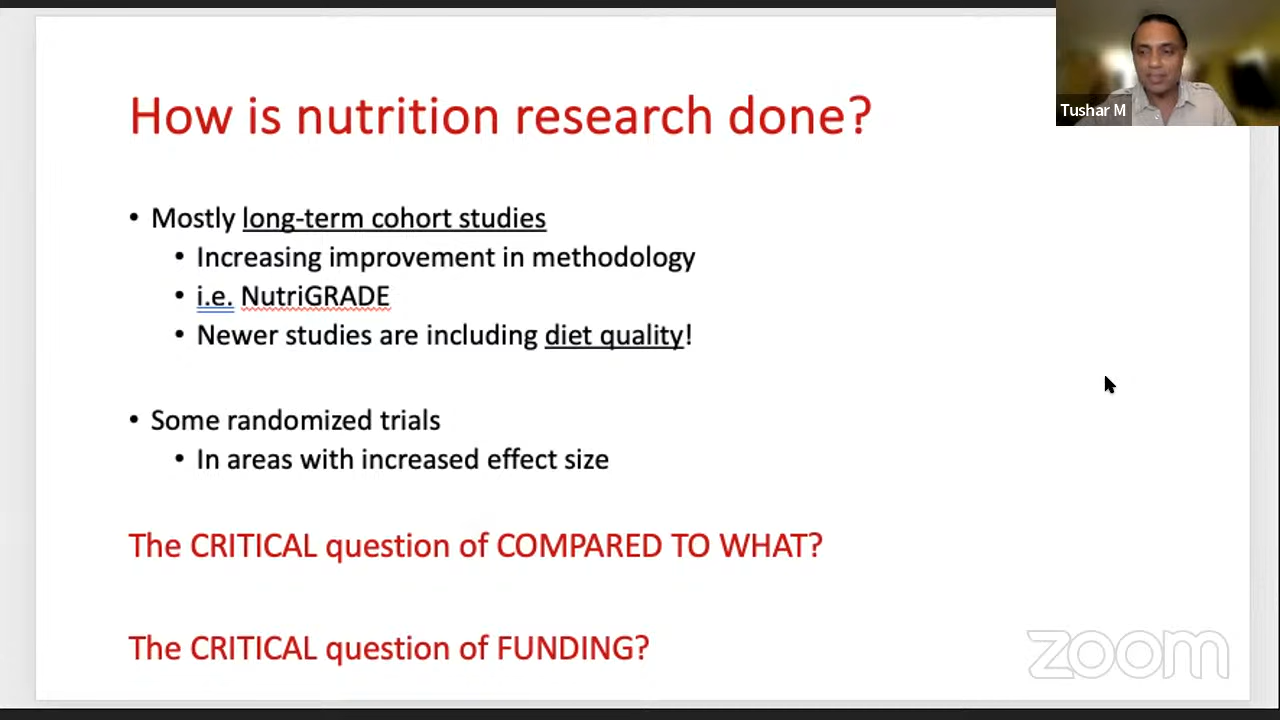 How is nutrition research done?
Tushar M
• Mostly long-term cohort studies
• Increasing improvement in methodology
• i.e. NutriGRADE
• Newer studies are including diet quality!
• Some randomized trials
• In areas with increased effect size
The CRITICAL question of COMPARED TO WHAT?
The CRITICAL question of FUNDING?
zoom